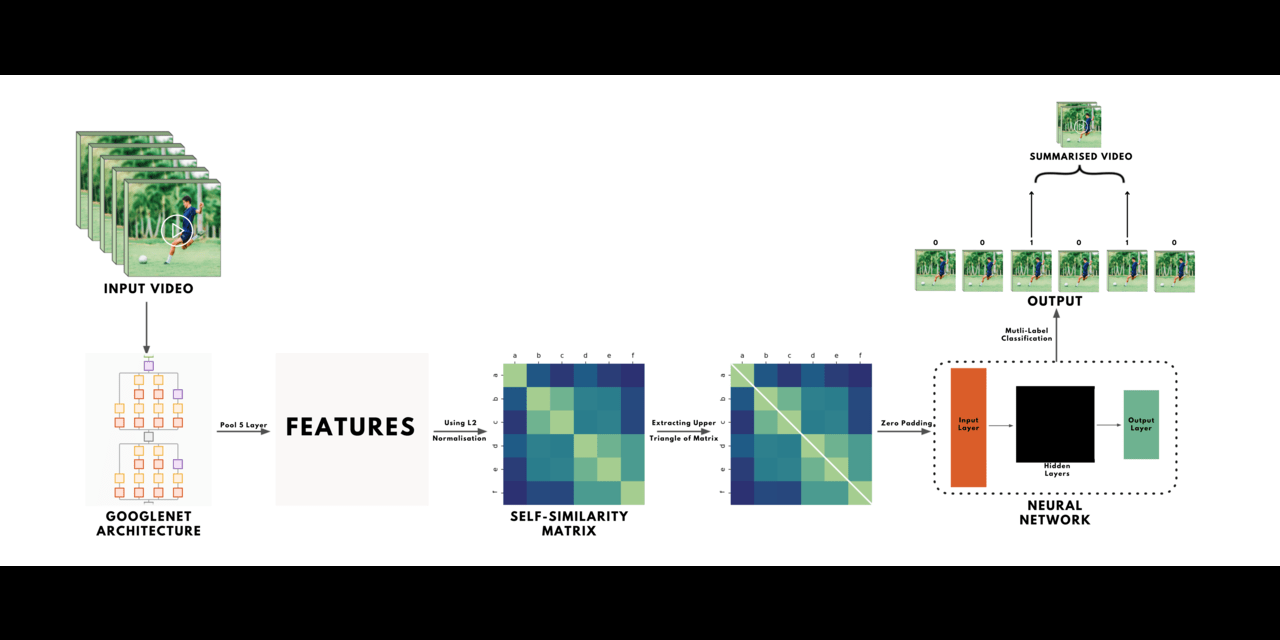 INPUT VIDEO
GOOGLENET
ARCHITECTURE
Pool 5 Layer
FEATURES
Using L2
Normalisation
a b c d e f
a
b
c
d
e
f
SELF-SIMILARITY
MATRIX
Extracting Upper
Triangle of Matrix
a b c d e f
a
b
c
d
e
f
Zero Padding
Input
Layer
Hidden
Layers
Output
Layer
NEURAL
NETWORK
Mutli-Label
Classification
OUTPUT
0 0 1 0 1 0
SUMMARISED VIDEO